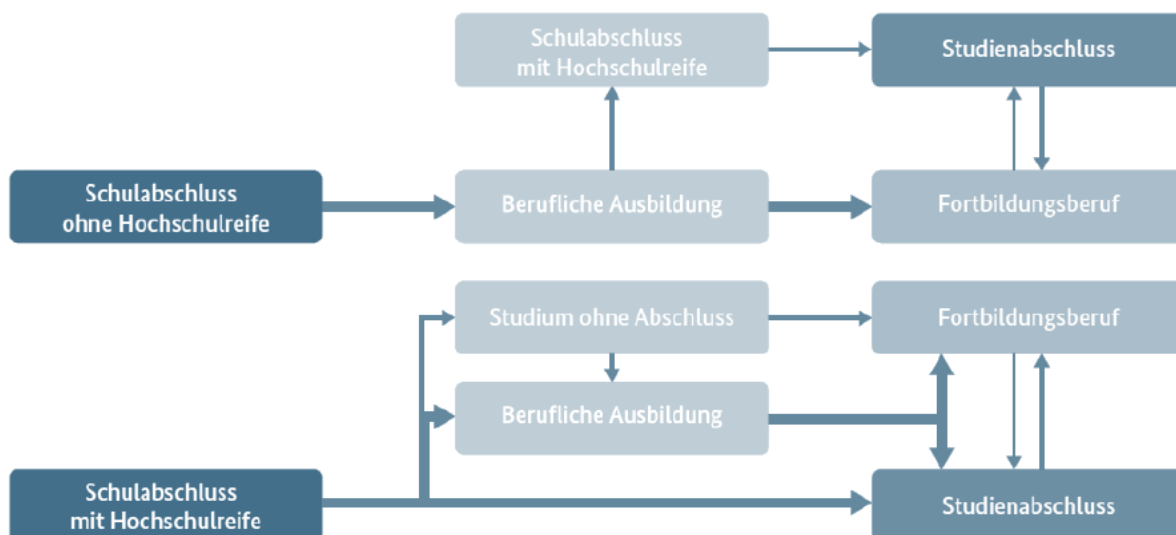 Schulabschluss
mit Hochschulreife
Studienabschluss
Schulabschluss
ohne Hochschulreife
Berufliche Ausbildung
Fortbildungsberuf
Studium ohne Abschluss
Fortbildungsberuf
Berufliche Ausbildung
Schulabschluss
mit Hochschulreife
Studienabschluss